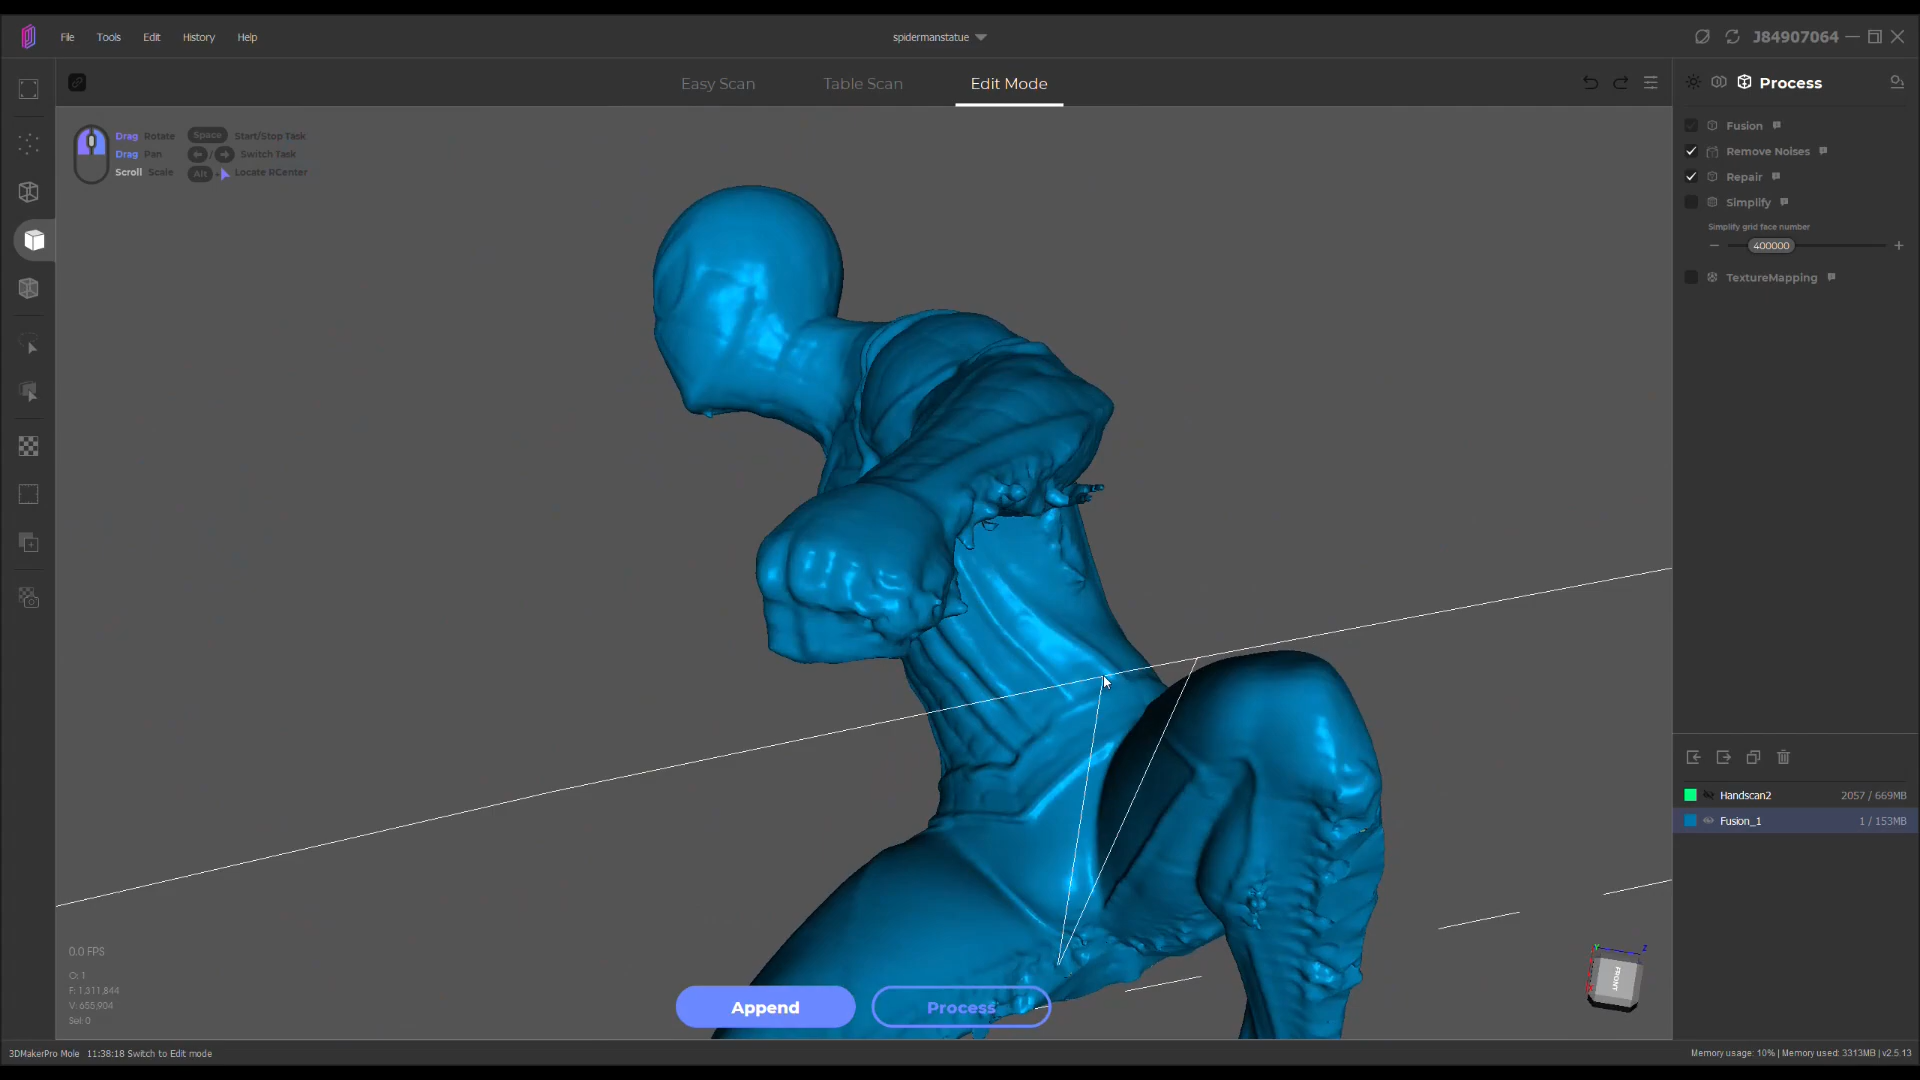 File Tools Edit History Help
spidermanstatue
J84907064
Easy Scan Table Scan Edit Mode
Process
Drag Rotate Space Start/Stop Task
Drag Pan / Switch Task
Scroll Scale Alt + Locate RCenter
Fusion
Remove Noises
Repair
Simplify
Simplify grid face number
400000
TextureMapping
Handscan2 2057 / 669MB
Fusion_1 1 / 153MB
0.0 FPS
O: 1
F: 1,311,844
V: 655,904
Sel: 0
Y Z
X
FRONT
Append Process
3DMakerPro Mole 11:38:18 Switch to Edit mode
Memory usage: 10% | Memory used: 3313MB | v2.5.13